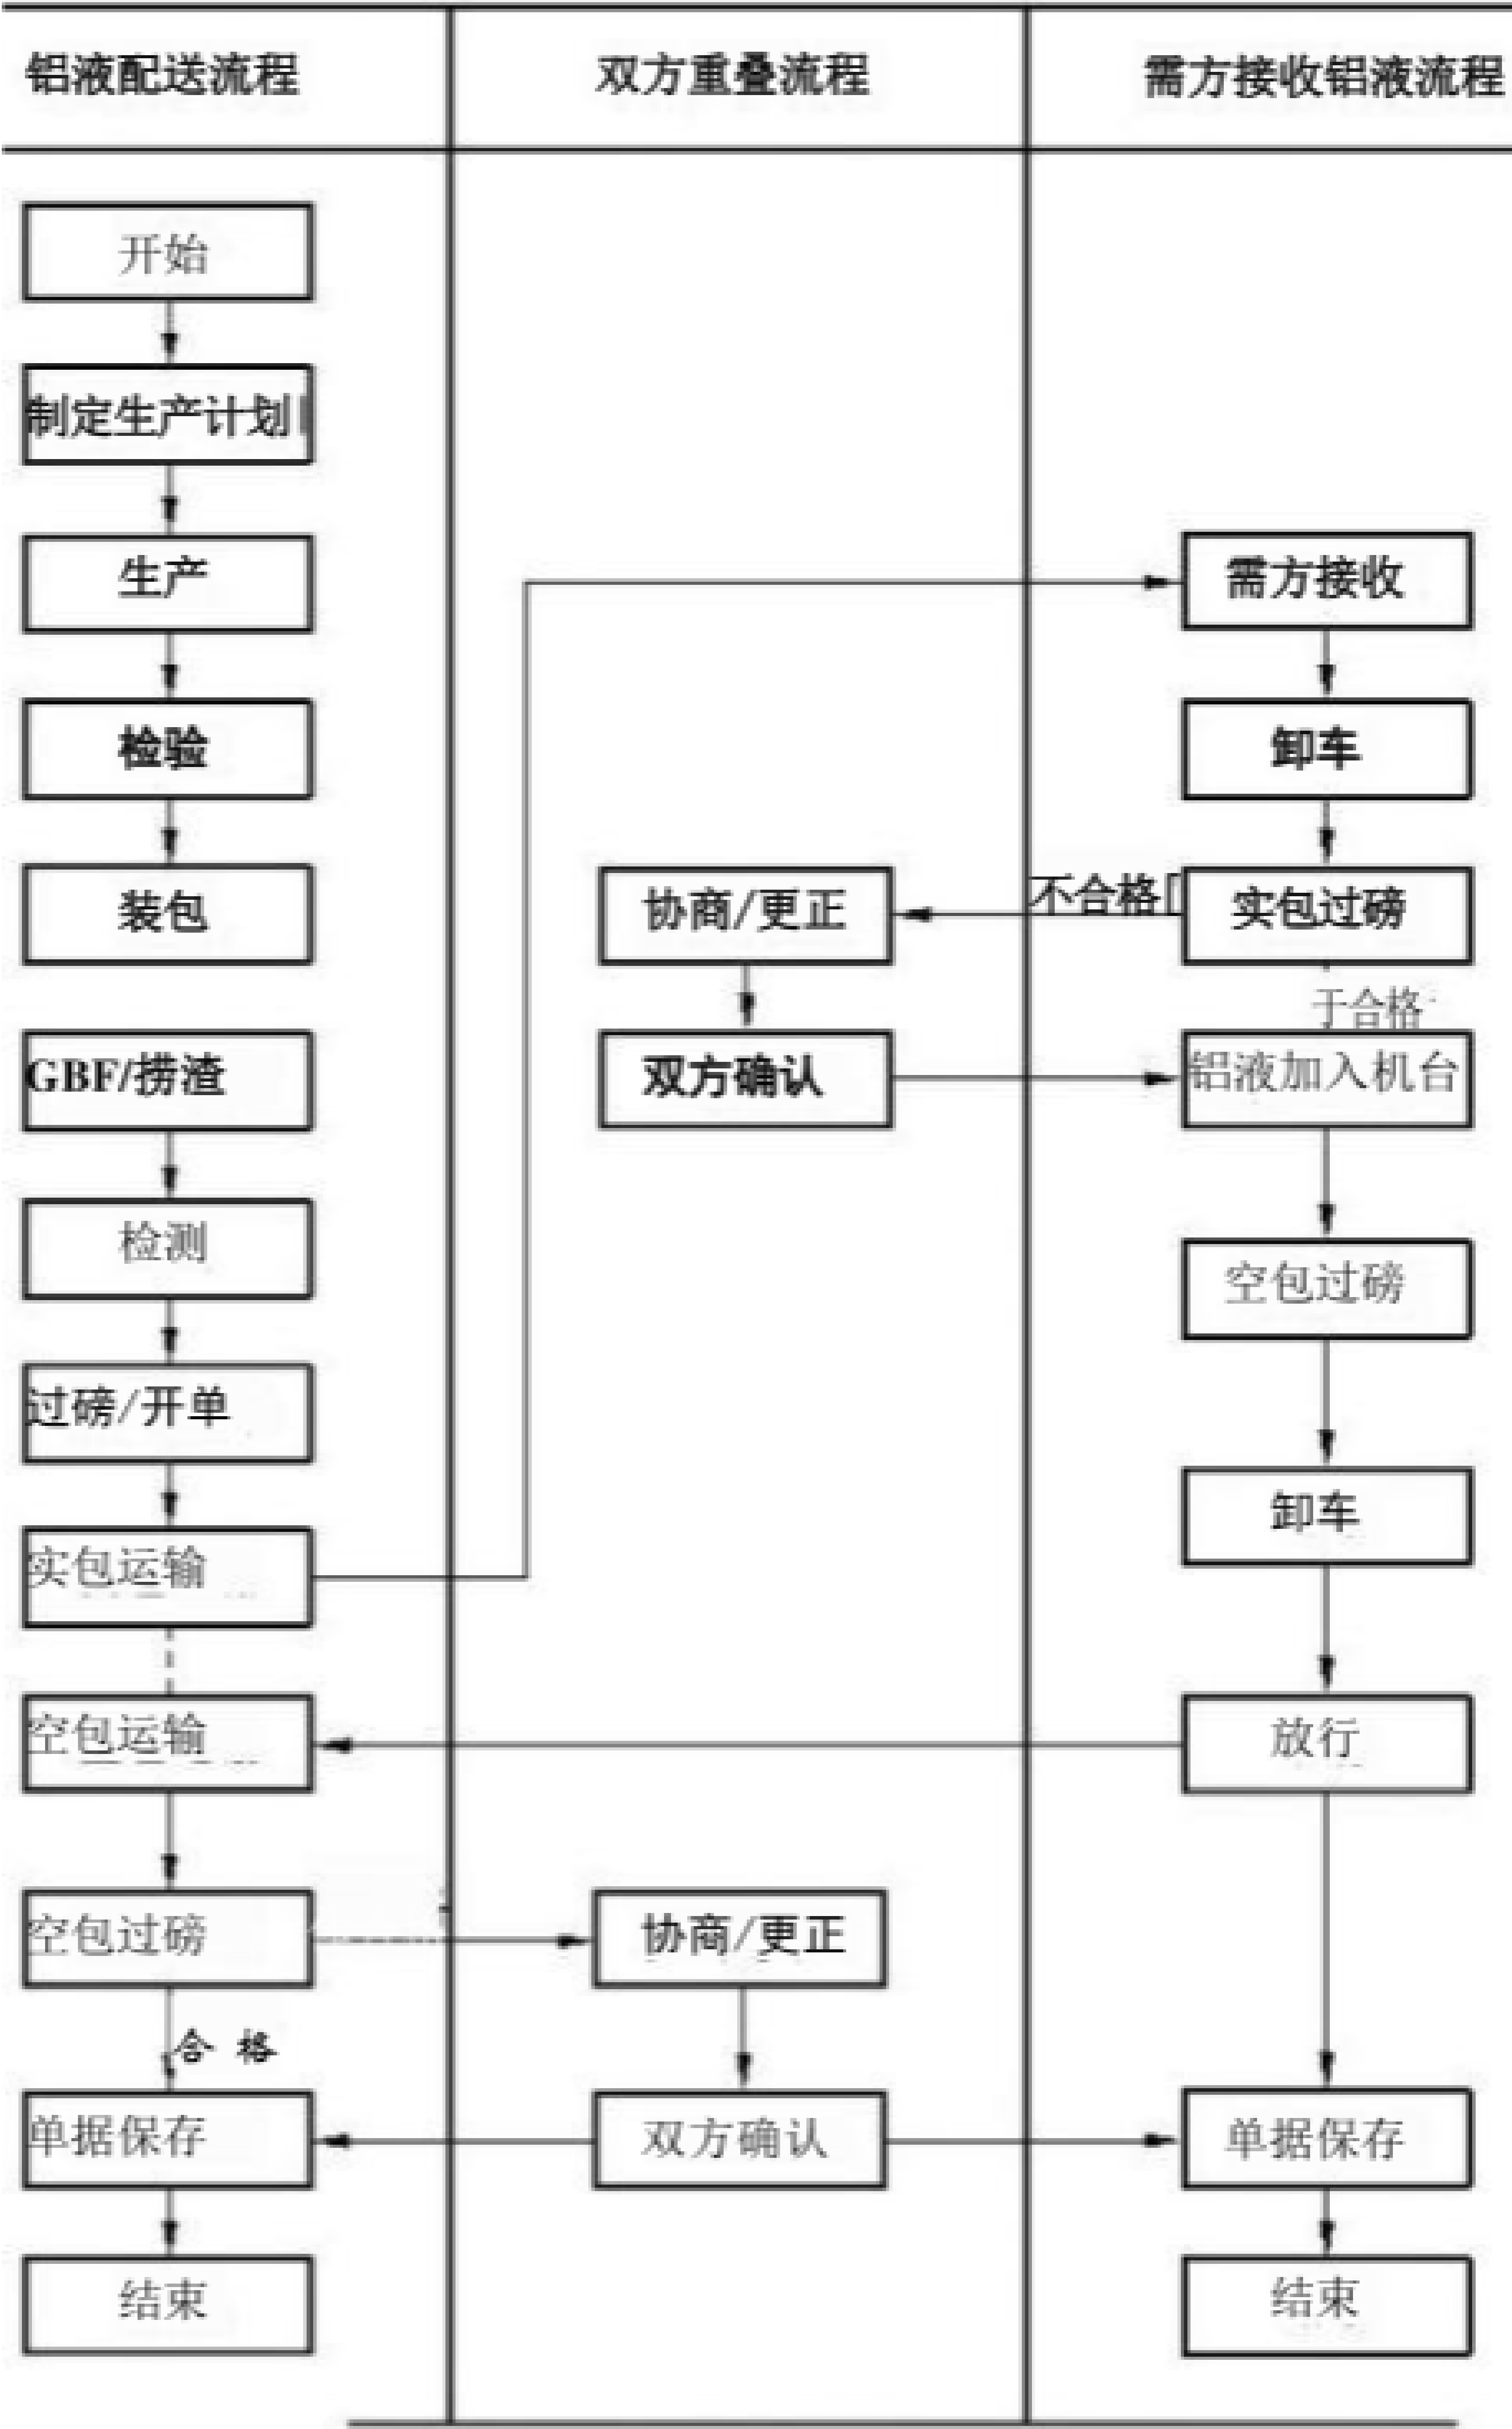 铝液配送流程
双方重叠流程
需方接收铝液流程
开始
制定生产计划
生产
检验
装包
GBF/捞渣
检测
过磅/开单
实包运输
空包运输
空包过磅
合格
单据保存
结束
协商/更正
双方确认
协商/更正
双方确认
需方接收
卸车
不合格
实包过磅
于合格
铝液加入机台
空包过磅
卸车
放行
单据保存
结束